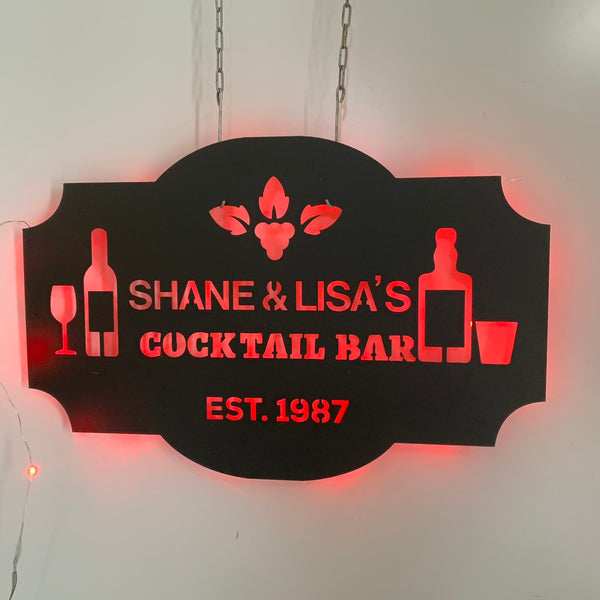 SHANE & LISA'S
COCKTAIL BAR
EST. 1987